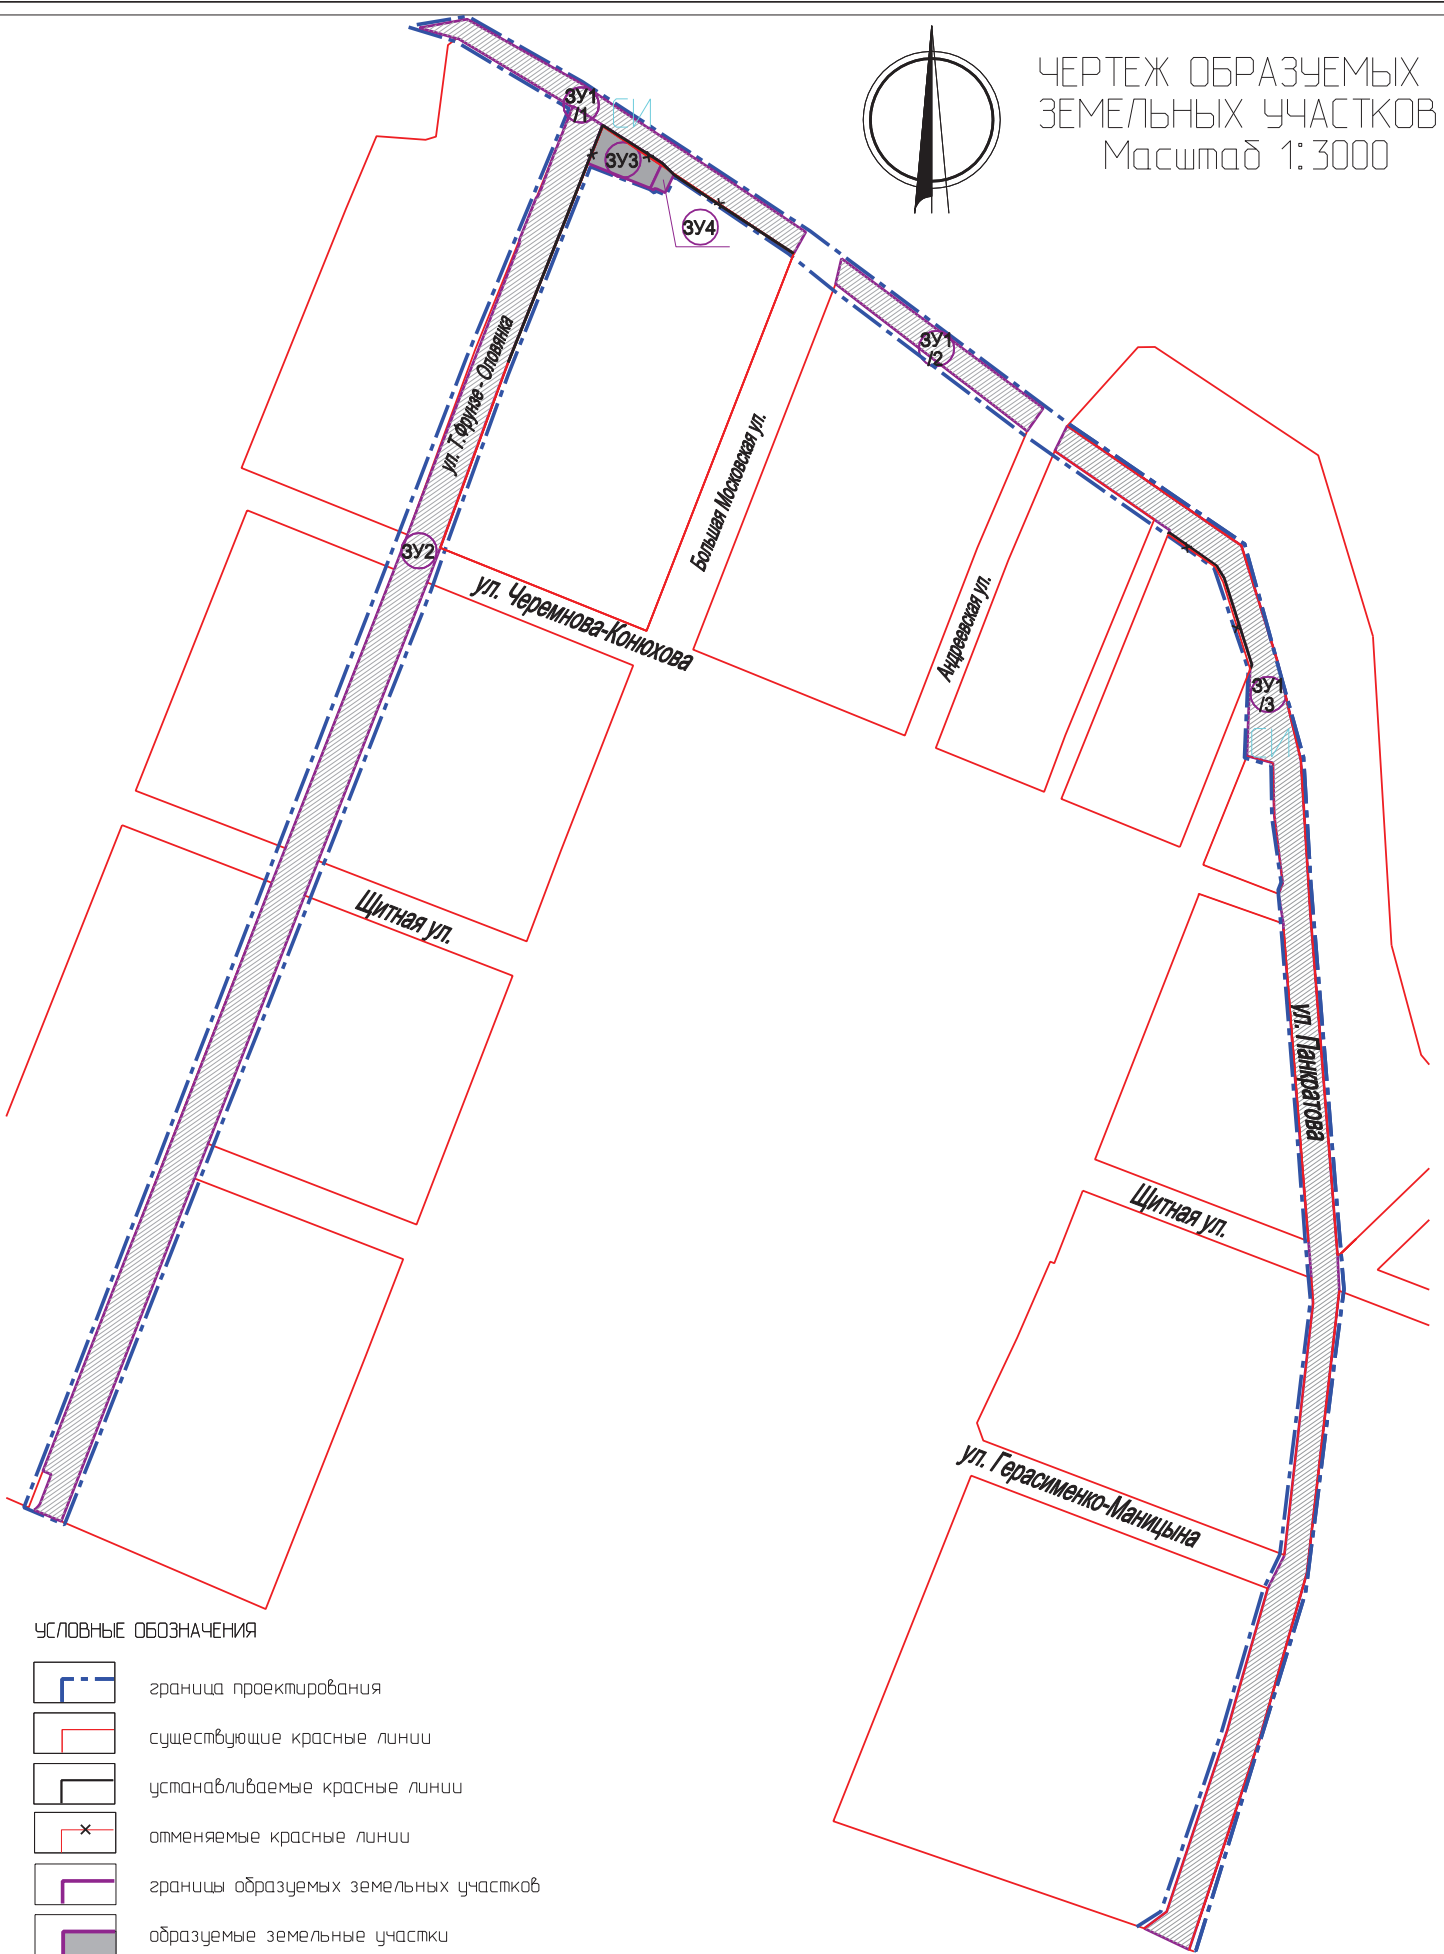 ЧЕРТЕЖ ОБРАЗУЕМЫХ
ЗЕМЕЛЬНЫХ УЧАСТКОВ
Масштаб 1:3000
ЗУ1
/1
СИ
ЗУ3
ЗУ4
ул. Т.Фрунзе - Оловянка
ЗУ1
/2
Большая Московская ул.
ЗУ2
ул. Черемнова-Конюхова
Андреевская ул.
ЗУ1
/3
Щитная ул.
ул. Панкратова
Щитная ул.
ул. Герасименко-Маницына
УСЛОВНЫЕ ОБОЗНАЧЕНИЯ
граница проектирования
существующие красные линии
устанавливаемые красные линии
отменяемые красные линии
границы образуемых земельных участков
образуемые земельные участки